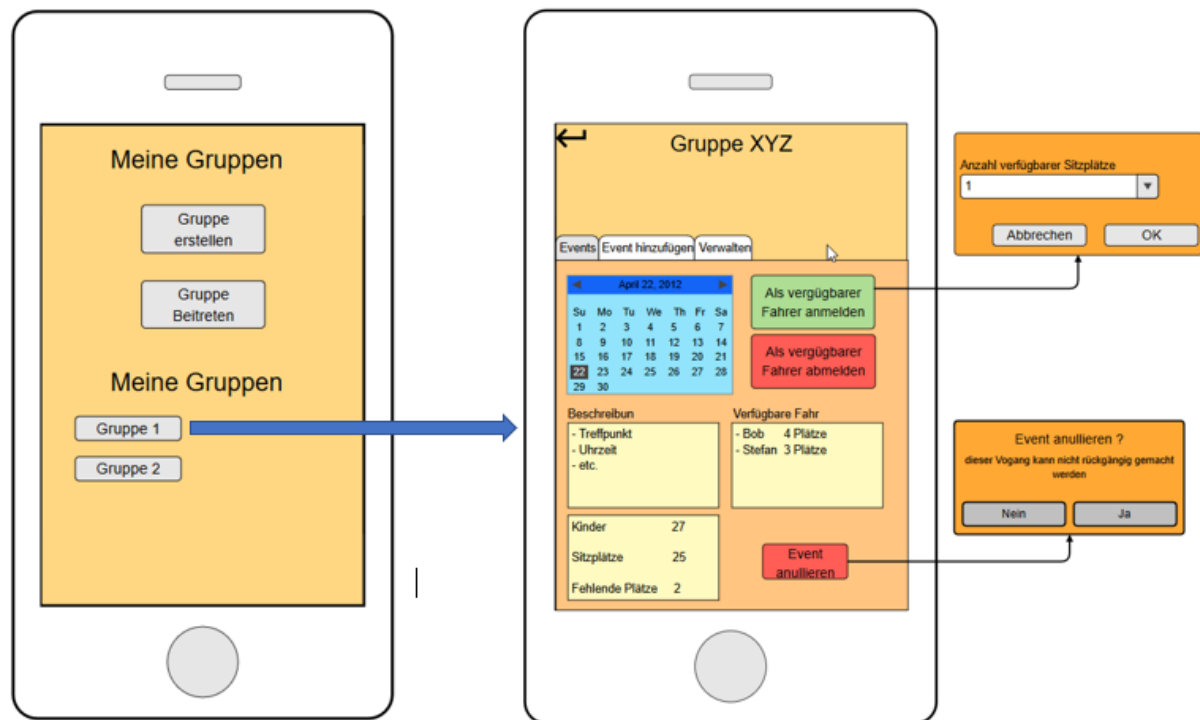 Meine Gruppen
Gruppe
erstellen
Gruppe
Beitreten
Meine Gruppen
Gruppe 1
Gruppe 2
Gruppe XYZ
Events Event hinzufügen Verwalten
April 22, 2012
Su Mo Tu We Th Fr Sa
1 2 3 4 5 6 7
8 9 10 11 12 13 14
15 16 17 18 19 20 21
22 23 24 25 26 27 28
29 30
Als vergügbarer
Fahrer anmelden
Als vergügbarer
Fahrer abmelden
Beschreibun
- Treffpunkt
- Uhrzeit
- etc.
Verfügbare Fahr
- Bob 4 Plätze
- Stefan 3 Plätze
Kinder 27
Sitzplätze 25
Fehlende Plätze 2
Event
anullieren
Anzahl verfügbarer Sitzplätze
1
Abbrechen OK
Event anullieren ?
dieser Vogang kann nicht rückgängig gemacht
werden
Nein Ja